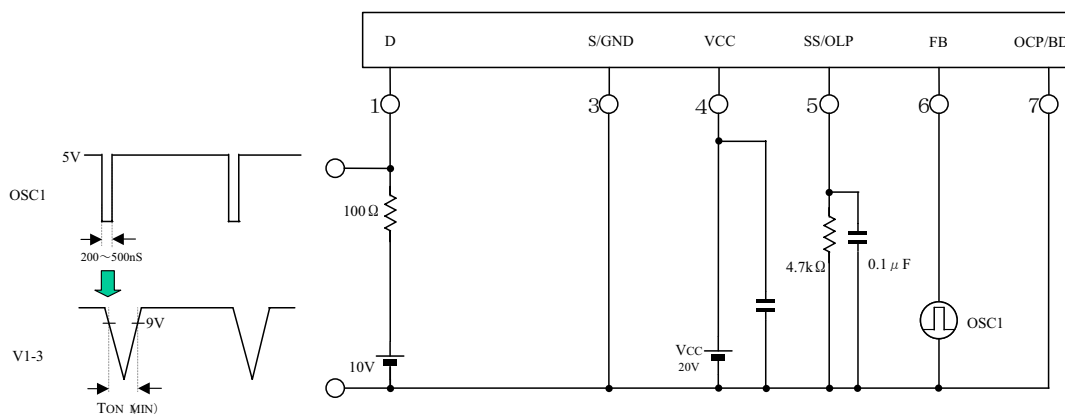 D S/GND VCC SS/OLP FB OCP/BD
1 3 4 5 6 7
5V
OSC1
100Ω
200～500nS
4.7kΩ 0.1μF
9V
OSC1
V1-3
10V
VCC
20V
TON (MIN)